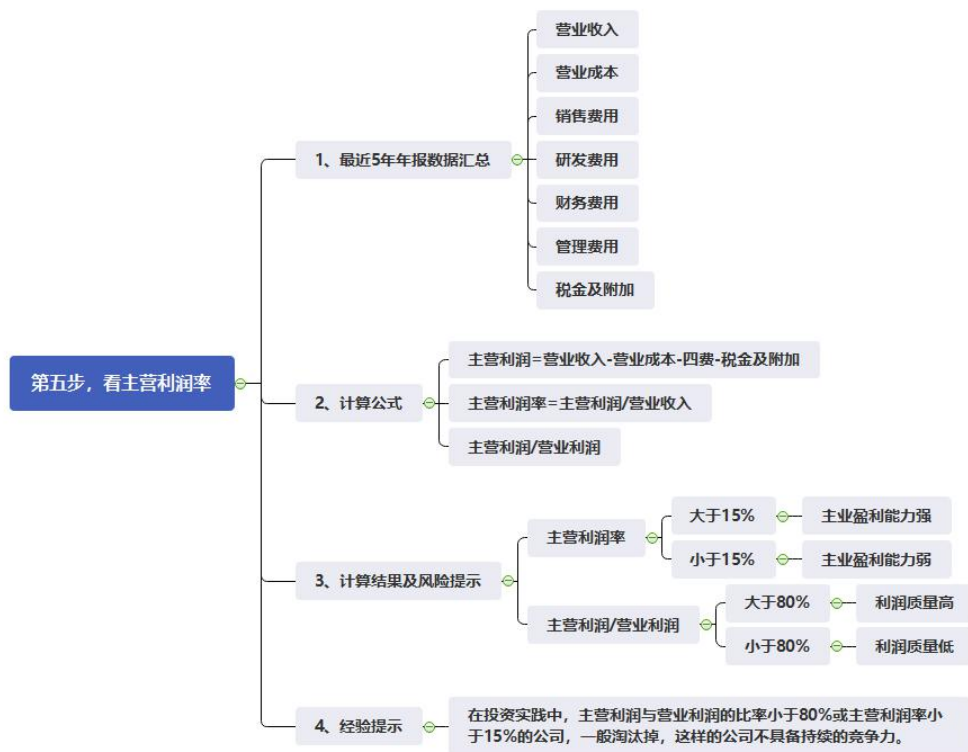 第五步，看主营利润率
1、最近5年年报数据汇总
营业收入
营业成本
销售费用
研发费用
财务费用
管理费用
税金及附加
2、计算公式
主营利润=营业收入-营业成本-四费-税金及附加
主营利润率=主营利润/营业收入
主营利润/营业利润
3、计算结果及风险提示
主营利润率
大于15%
主业盈利能力强
小于15%
主业盈利能力弱
主营利润/营业利润
大于80%
利润质量高
小于80%
利润质量低
4、经验提示
在投资实践中，主营利润与营业利润的比率小于80%或主营利润率小
于15%的公司，一般淘汰掉，这样的公司不具备持续的竞争力。